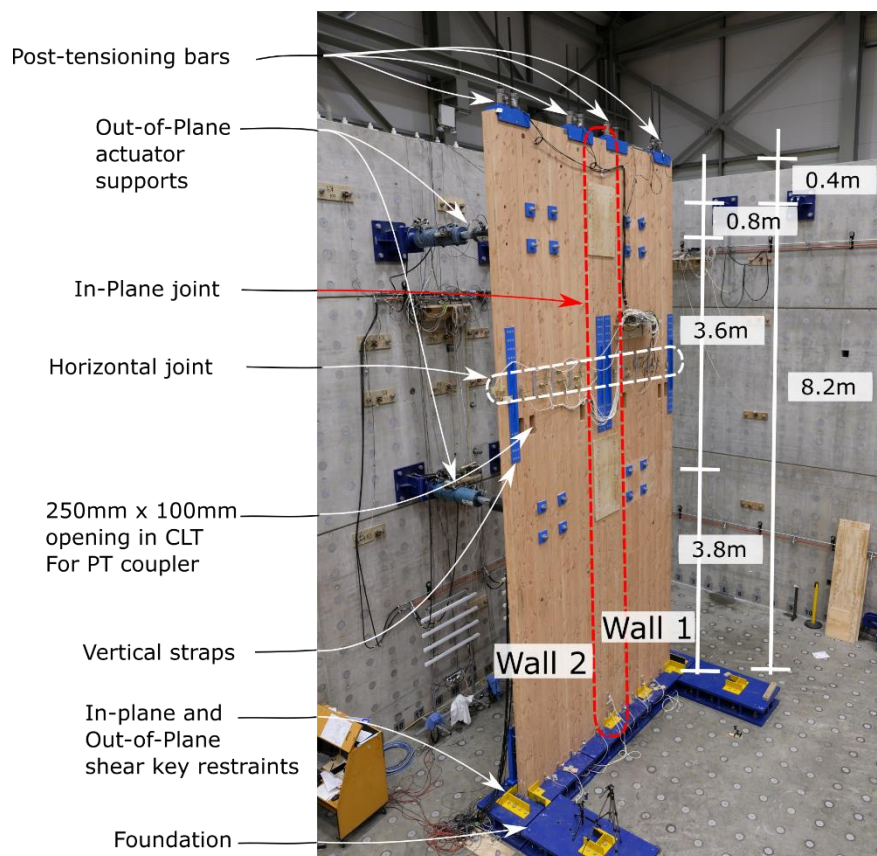 Post-tensioning bars
Out-of-Plane
actuator
supports
In-Plane joint
Horizontal joint
250mm x 100mm
opening in CLT
For PT coupler
Vertical straps
In-plane and
Out-of-Plane
shear key restraints
Foundation
0.4m
0.8m
3.6m
8.2m
3.8m
Wall 1
Wall 2